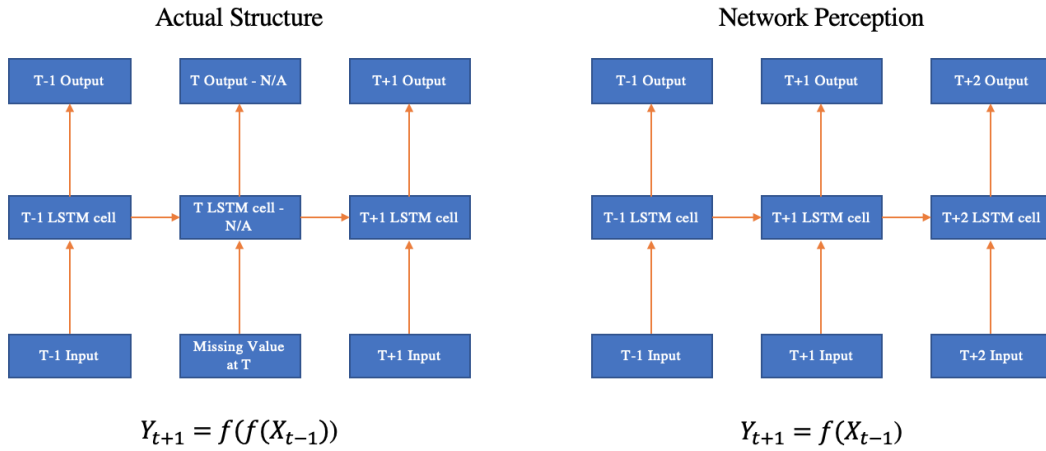 Actual Structure
T-1 Output
T Output - N/A
T+1 Output
T-1 LSTM cell
T LSTM cell -
N/A
T+1 LSTM cell
T-1 Input
Missing Value
at T
T+1 Input
Y_{t+1} = f(f(X_{t-1}))
Network Perception
T-1 Output
T+1 Output
T+2 Output
T-1 LSTM cell
T+1 LSTM cell
T+2 LSTM cell
T-1 Input
T+1 Input
T+2 Input
Y_{t+1} = f(X_{t-1})